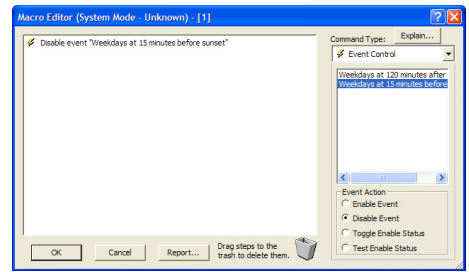 Macro Editor (System Mode - Unknown) - [1]
Disable event "Weekdays at 15 minutes before sunset"
Command Type:
Explain...
Event Control
Weekdays at 120 minutes after
Weekdays at 15 minutes before
Event Action
Enable Event
Disable Event
Toggle Enable Status
Test Enable Status
OK
Cancel
Report...
Drag steps to the
trash to delete them.